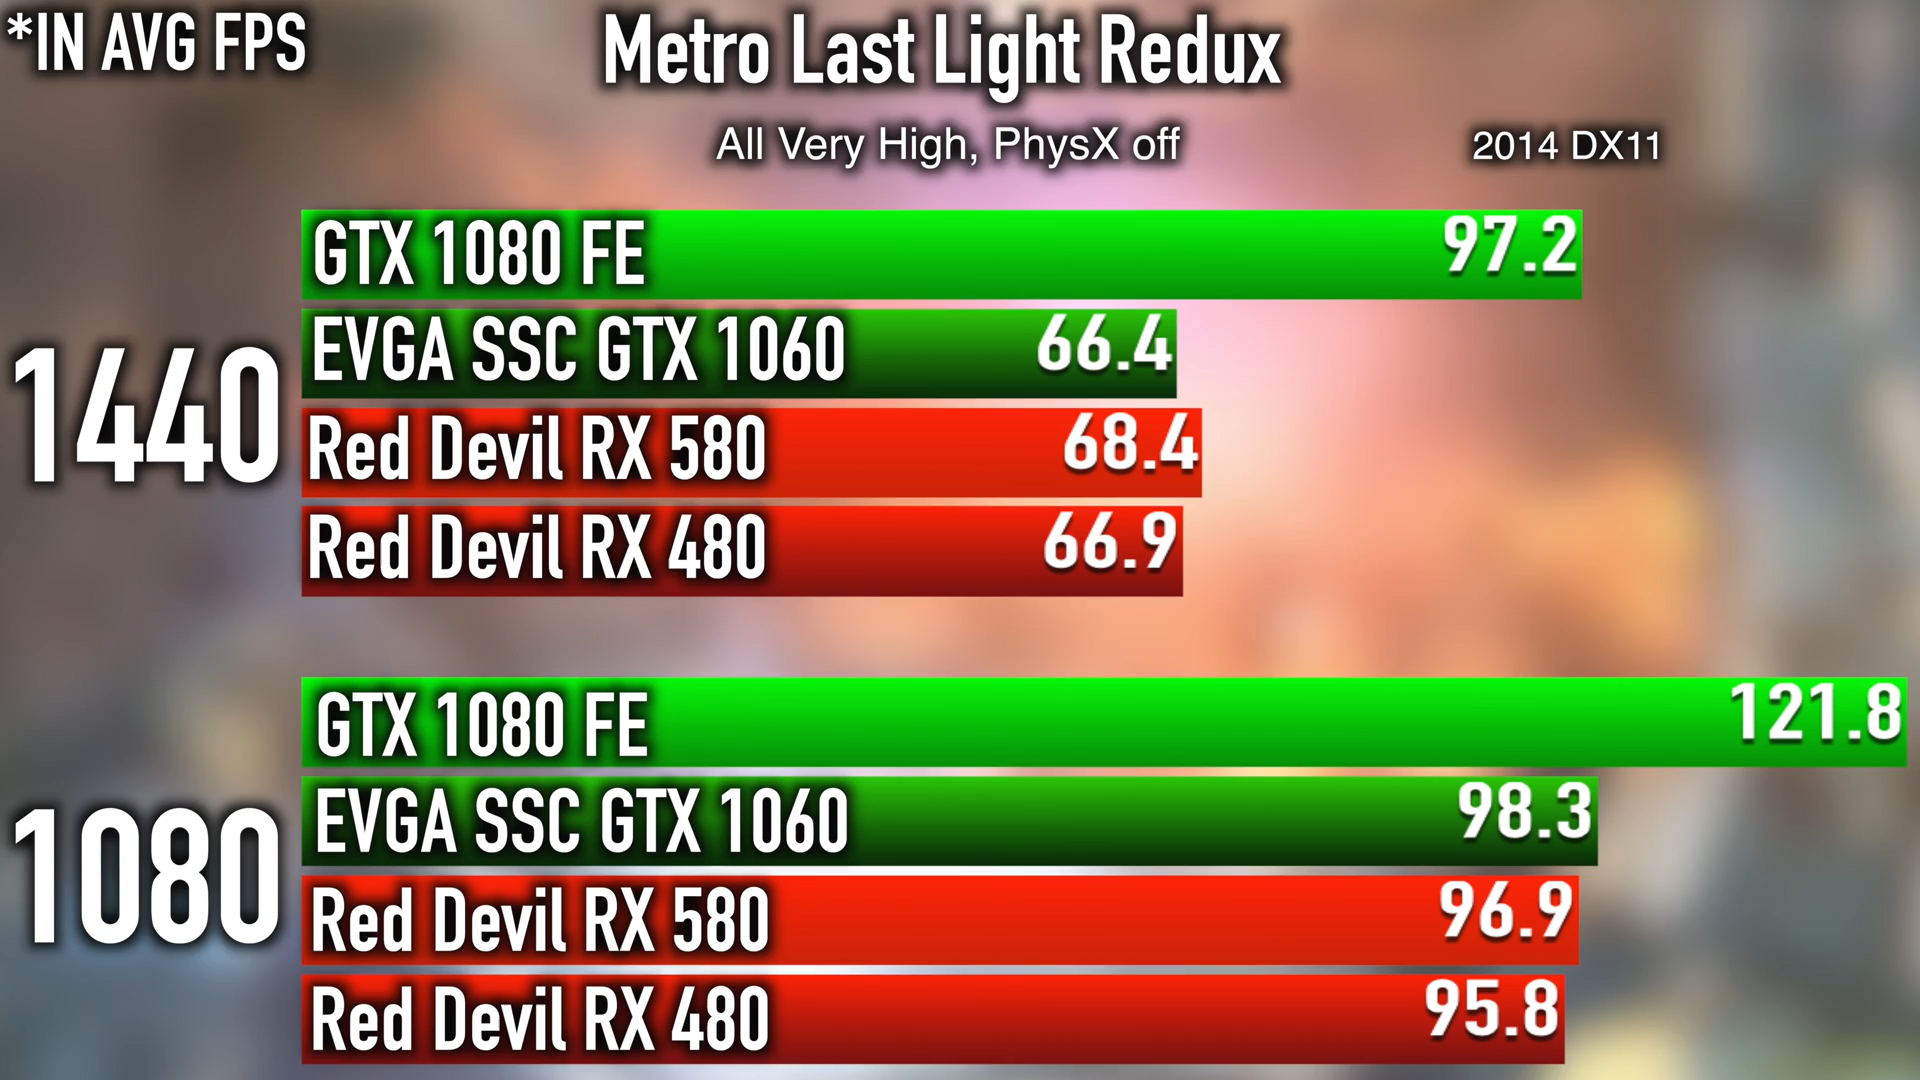 *IN AVG FPS
Metro Last Light Redux
All Very High, PhysX off
2014 DX11
1440
GTX 1080 FE 97.2
EVGA SSC GTX 1060 66.4
Red Devil RX 580 68.4
Red Devil RX 480 66.9
1080
GTX 1080 FE 121.8
EVGA SSC GTX 1060 98.3
Red Devil RX 580 96.9
Red Devil RX 480 95.8